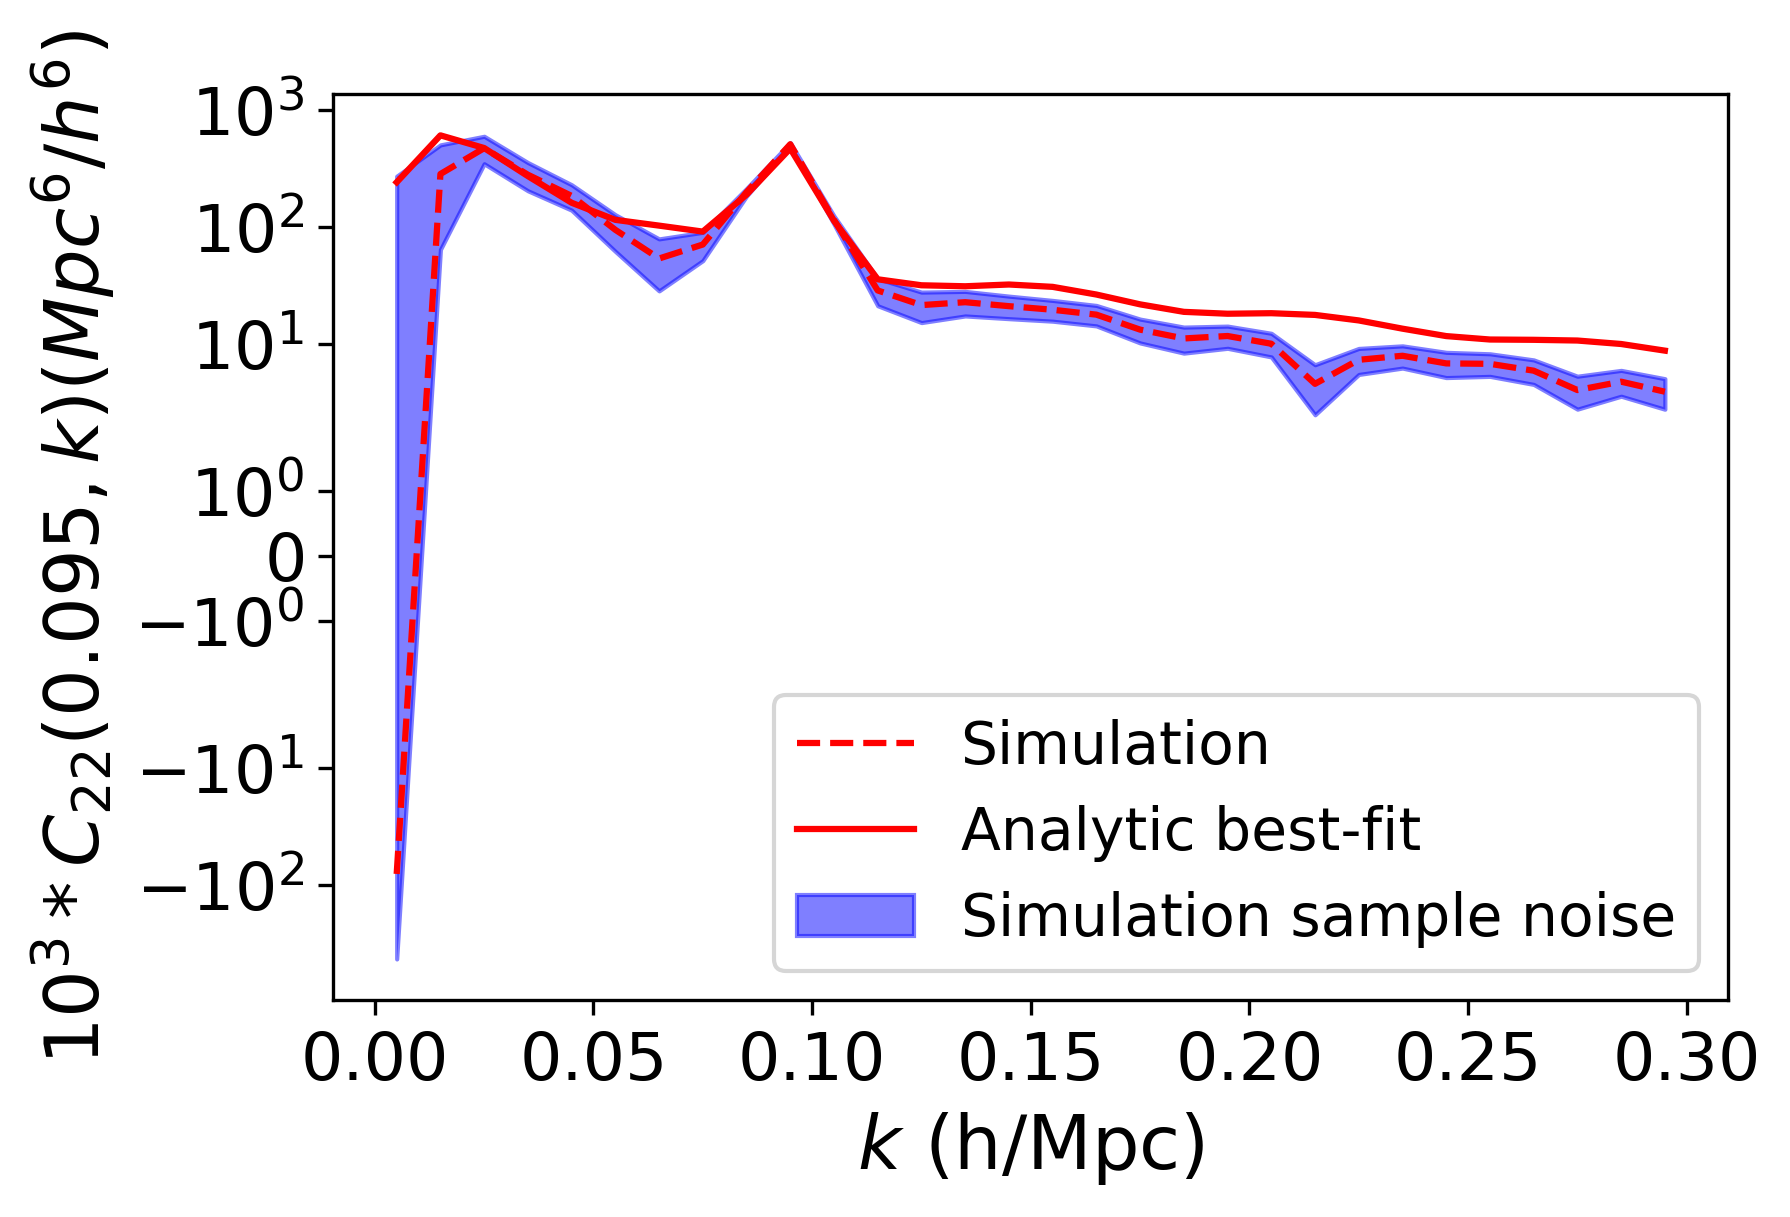 10³ * C₂₂(0.095, k)(Mpc⁶/h⁶)
10³
10²
10¹
10⁰
0
−10⁰
−10¹
−10²
Simulation
Analytic best-fit
Simulation sample noise
0.00 0.05 0.10 0.15 0.20 0.25 0.30
k (h/Mpc)